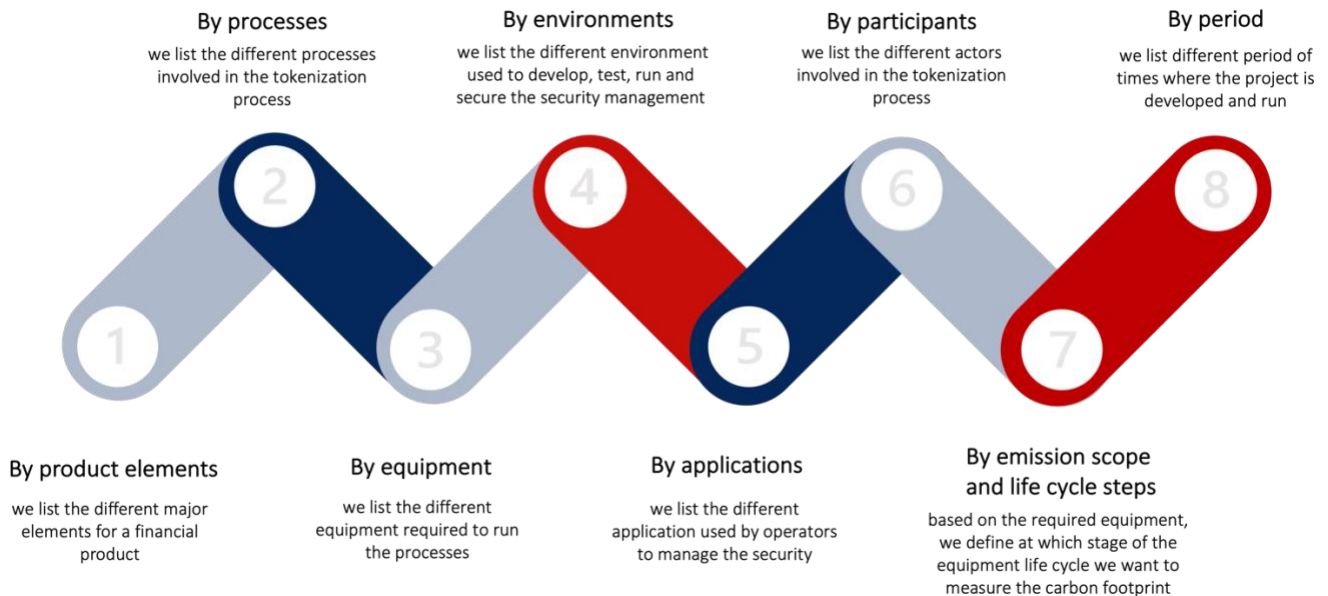 By processes
we list the different processes
involved in the tokenization
process
By environments
we list the different environment
used to develop, test, run and
secure the security management
By participants
we list the different actors
involved in the tokenization
process
By period
we list different period of
times where the project is
developed and run
2
4
6
8
1
3
5
7
By product elements
we list the different major
elements for a financial
product
By equipment
we list the different
equipment required to run
the processes
By applications
we list the different
application used by operators
to manage the security
By emission scope
and life cycle steps
based on the required equipment,
we define at which stage of the
equipment life cycle we want to
measure the carbon footprint